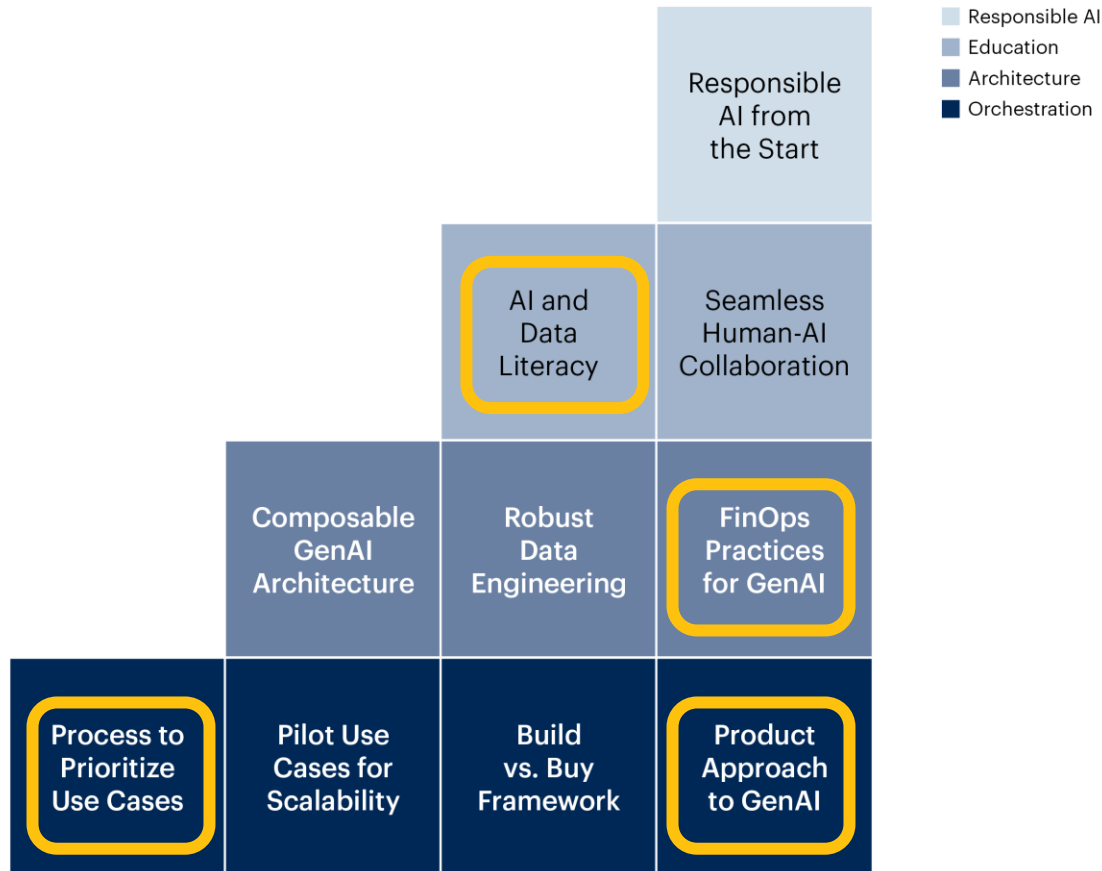 Responsible AI
Education
Architecture
Orchestration
Responsible
AI from
the Start
AI and
Data
Literacy
Seamless
Human-AI
Collaboration
Composable
GenAI
Architecture
Robust
Data
Engineering
FinOps
Practices
for GenAI
Process to
Prioritize
Use Cases
Pilot Use
Cases for
Scalability
Build
vs. Buy
Framework
Product
Approach
to GenAI